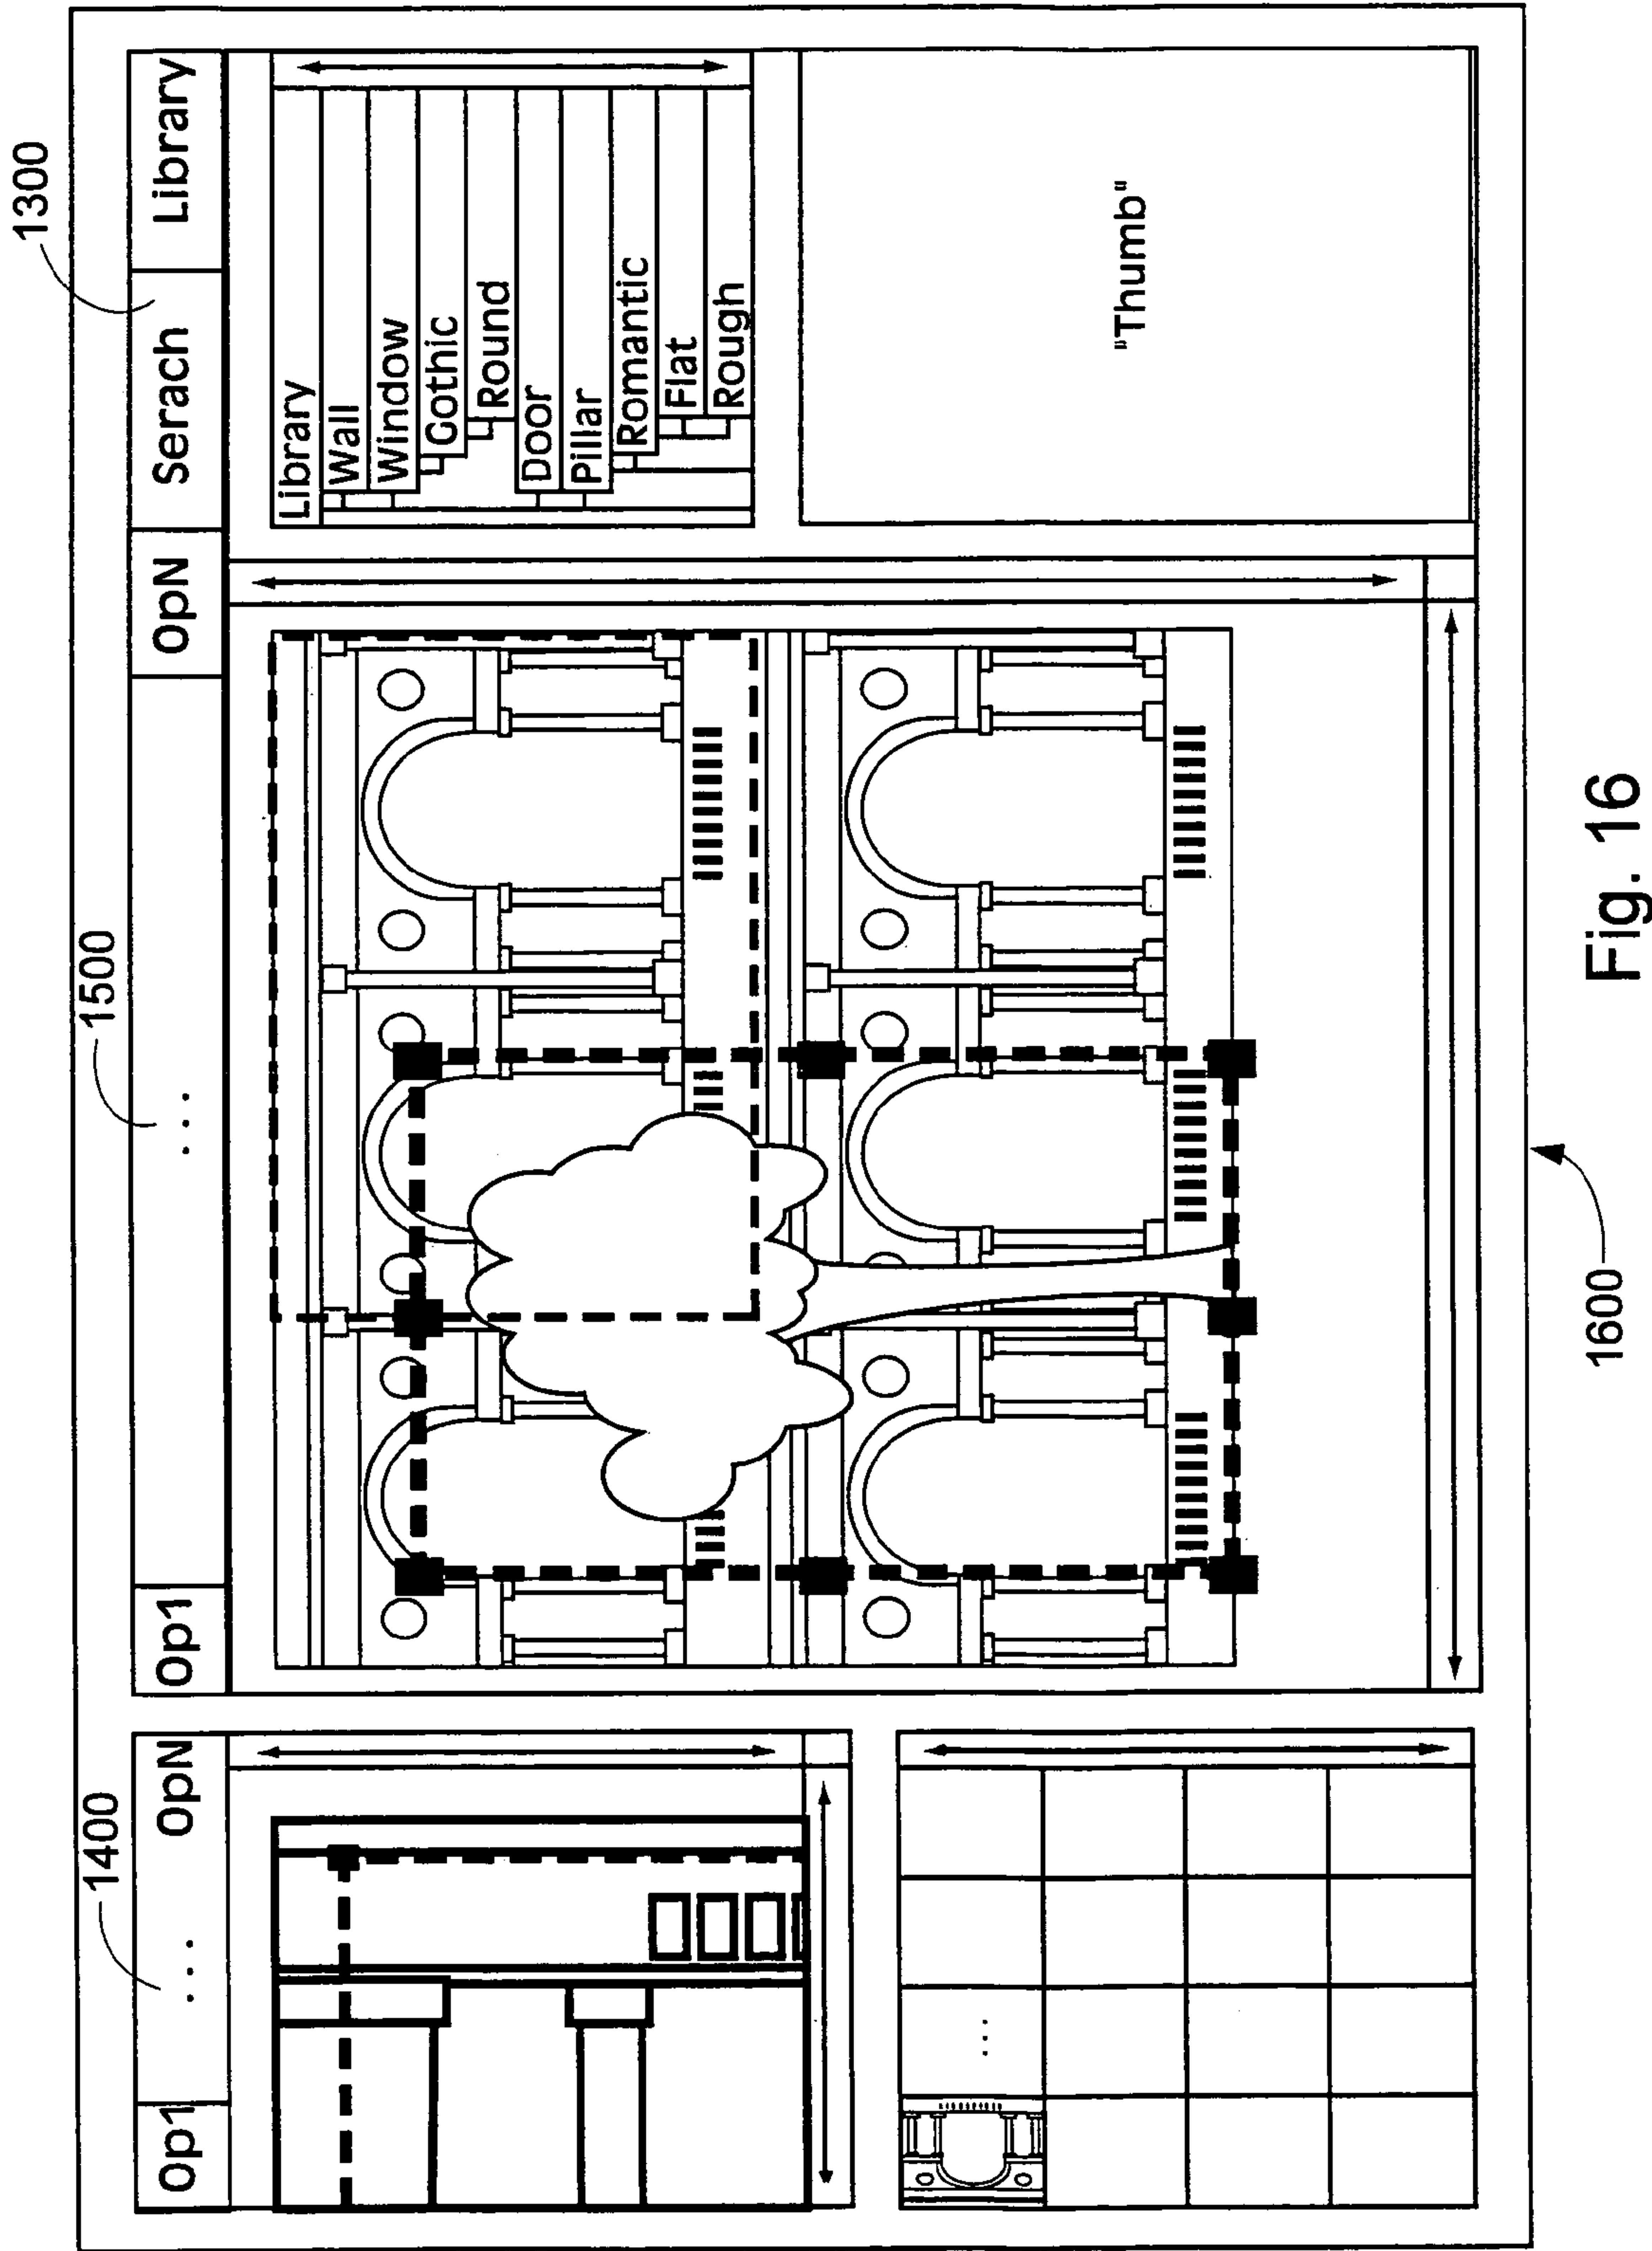 1400
1500
1300
Op1
...
OpN
Op1
...
OpN
Serach
Library
Library
Wall
Window
Gothic
Round
Door
Pillar
Romantic
Flat
Rough
...
"Thumb"
1600
Fig. 16